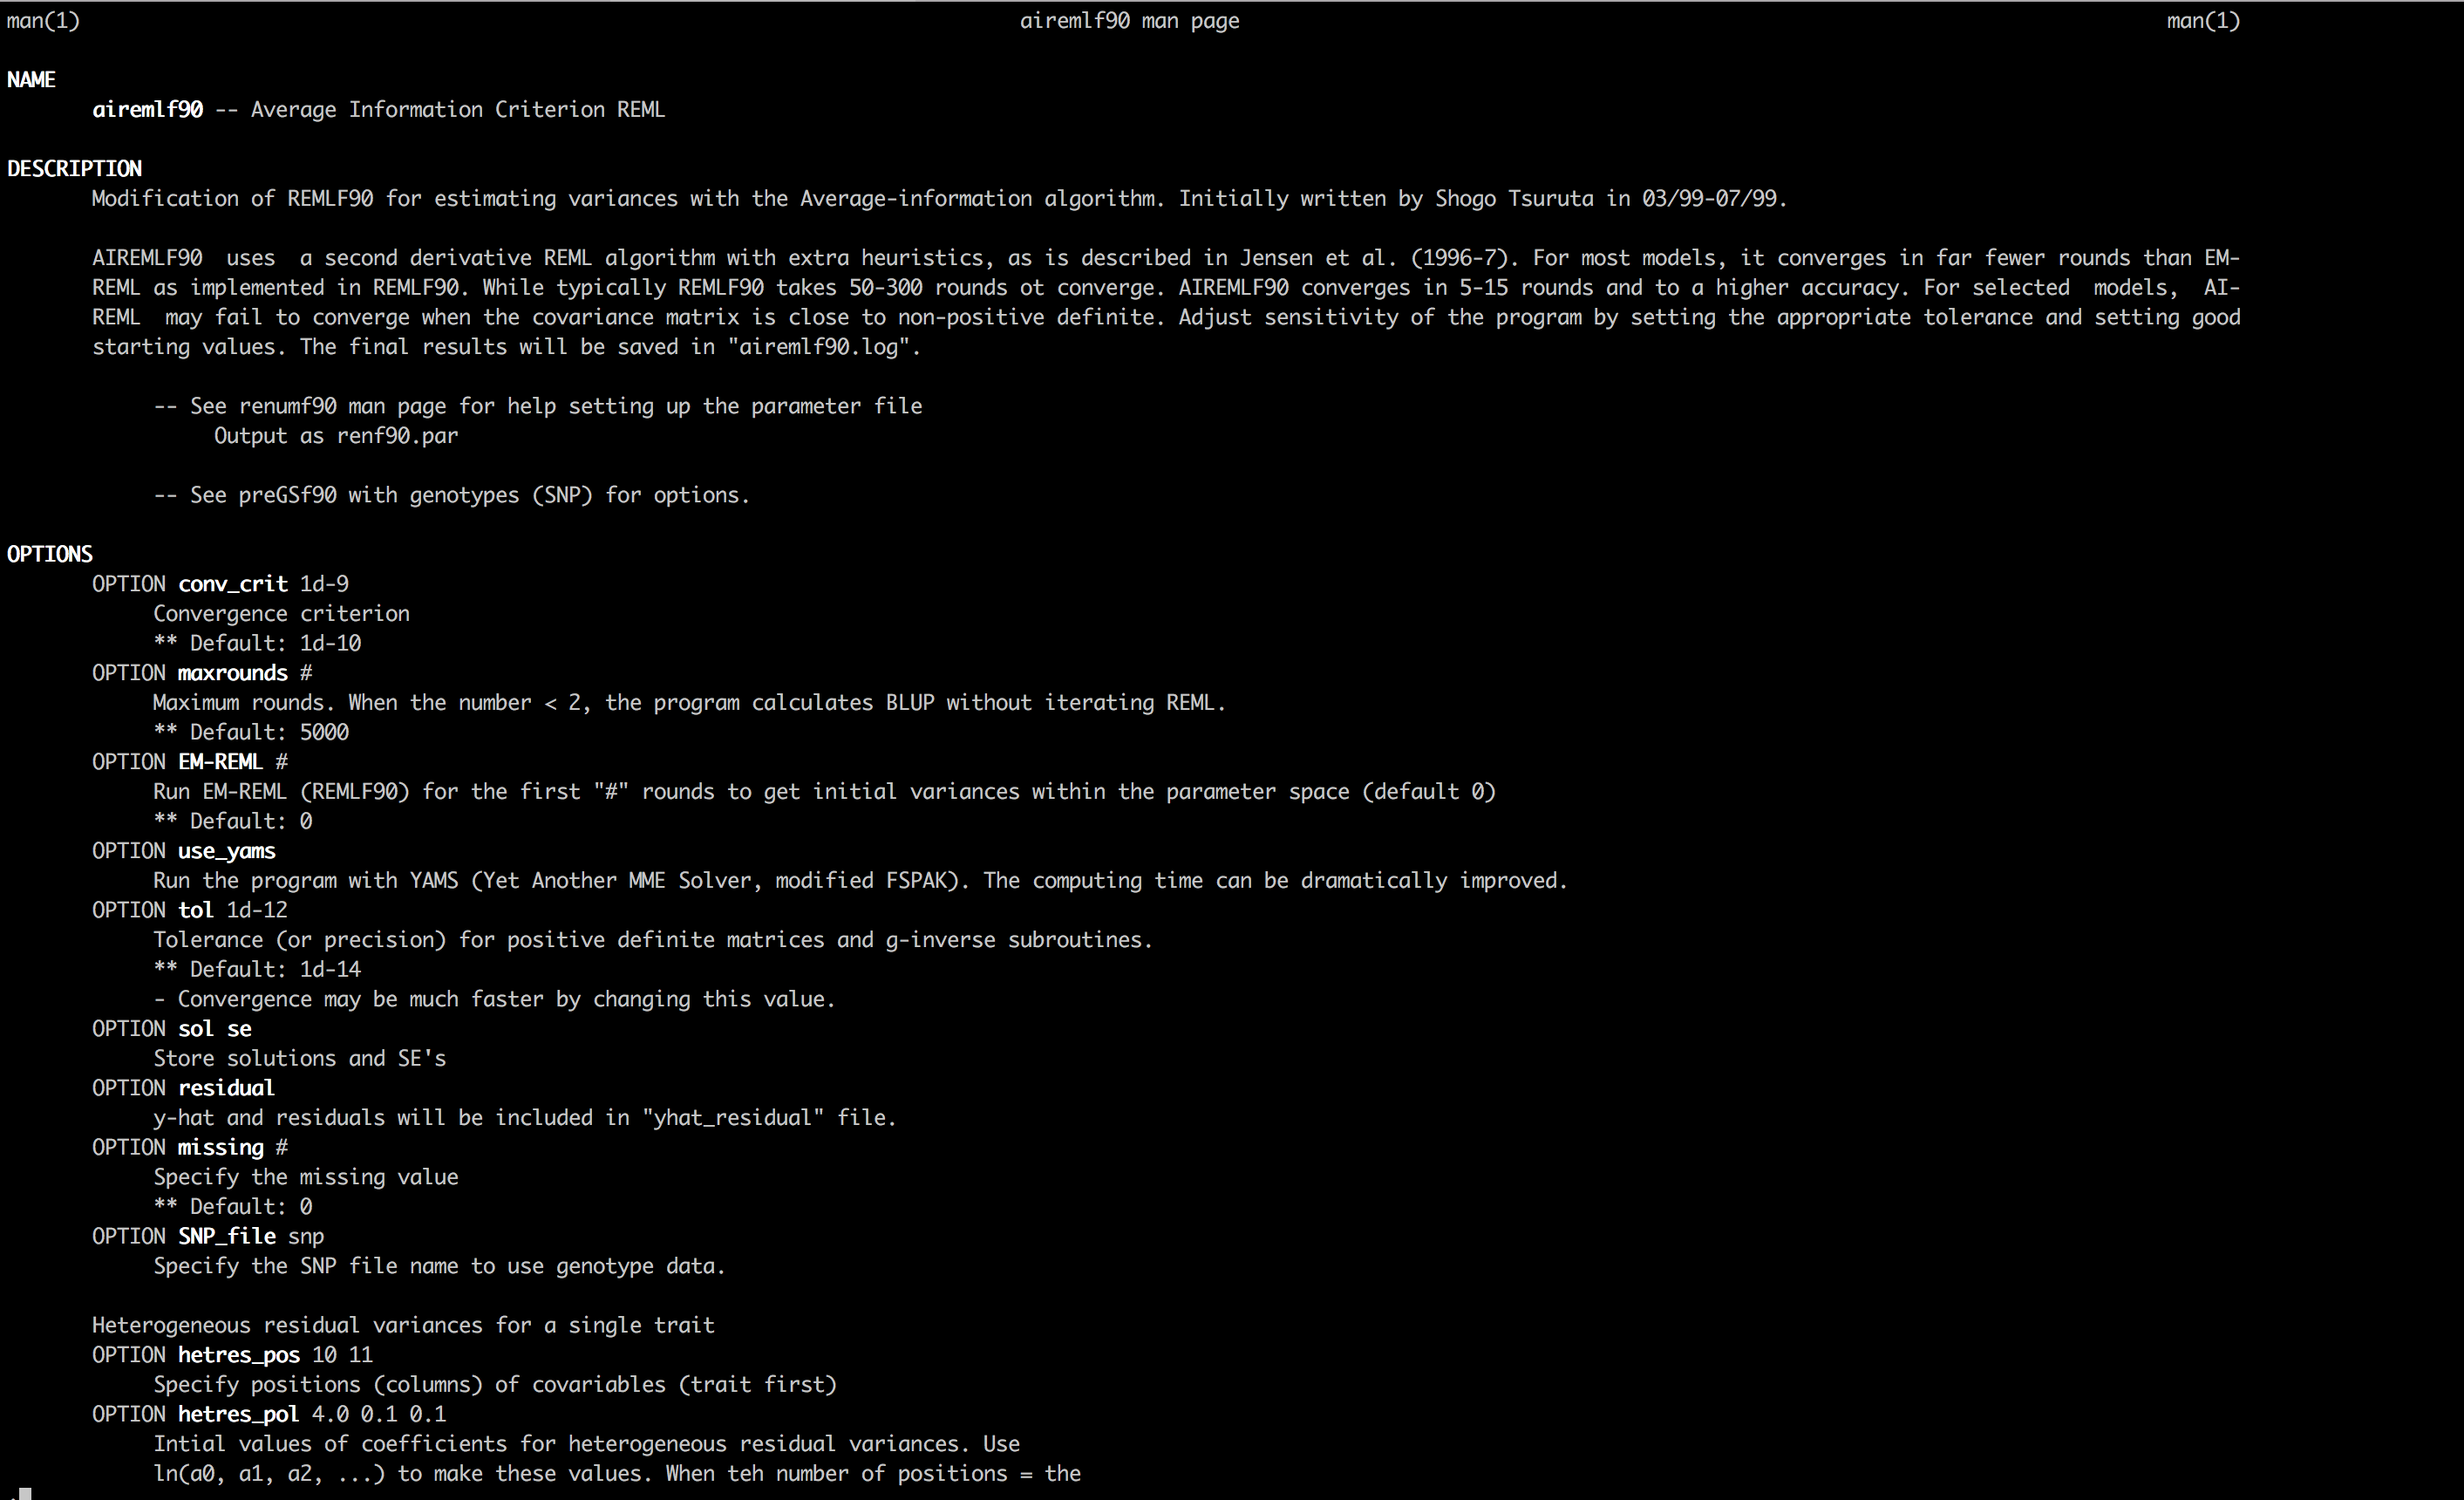 man(1) airemlf90 man page man(1)
NAME
airemlf90 -- Average Information Criterion REML
DESCRIPTION
Modification of REMLF90 for estimating variances with the Average-information algorithm. Initially written by Shogo Tsuruta in 03/99-07/99.
AIREMLF90  uses  a second derivative REML algorithm with extra heuristics, as is described in Jensen et al. (1996-7). For most models, it converges in far fewer rounds than EM-
REML as implemented in REMLF90. While typically REMLF90 takes 50-300 rounds ot converge. AIREMLF90 converges in 5-15 rounds and to a higher accuracy. For selected  models,  AI-
REML  may fail to converge when the covariance matrix is close to non-positive definite. Adjust sensitivity of the program by setting the appropriate tolerance and setting good
starting values. The final results will be saved in "airemlf90.log".
-- See renumf90 man page for help setting up the parameter file
Output as renf90.par
-- See preGSf90 with genotypes (SNP) for options.
OPTIONS
OPTION conv_crit 1d-9
Convergence criterion
** Default: 1d-10
OPTION maxrounds #
Maximum rounds. When the number < 2, the program calculates BLUP without iterating REML.
** Default: 5000
OPTION EM-REML #
Run EM-REML (REMLF90) for the first "#" rounds to get initial variances within the parameter space (default 0)
** Default: 0
OPTION use_yams
Run the program with YAMS (Yet Another MME Solver, modified FSPAK). The computing time can be dramatically improved.
OPTION tol 1d-12
Tolerance (or precision) for positive definite matrices and g-inverse subroutines.
** Default: 1d-14
- Convergence may be much faster by changing this value.
OPTION sol se
Store solutions and SE's
OPTION residual
y-hat and residuals will be included in "yhat_residual" file.
OPTION missing #
Specify the missing value
** Default: 0
OPTION SNP_file snp
Specify the SNP file name to use genotype data.
Heterogeneous residual variances for a single trait
OPTION hetres_pos 10 11
Specify positions (columns) of covariables (trait first)
OPTION hetres_pol 4.0 0.1 0.1
Intial values of coefficients for heterogeneous residual variances. Use
ln(a0, a1, a2, ...) to make these values. When teh number of positions = the